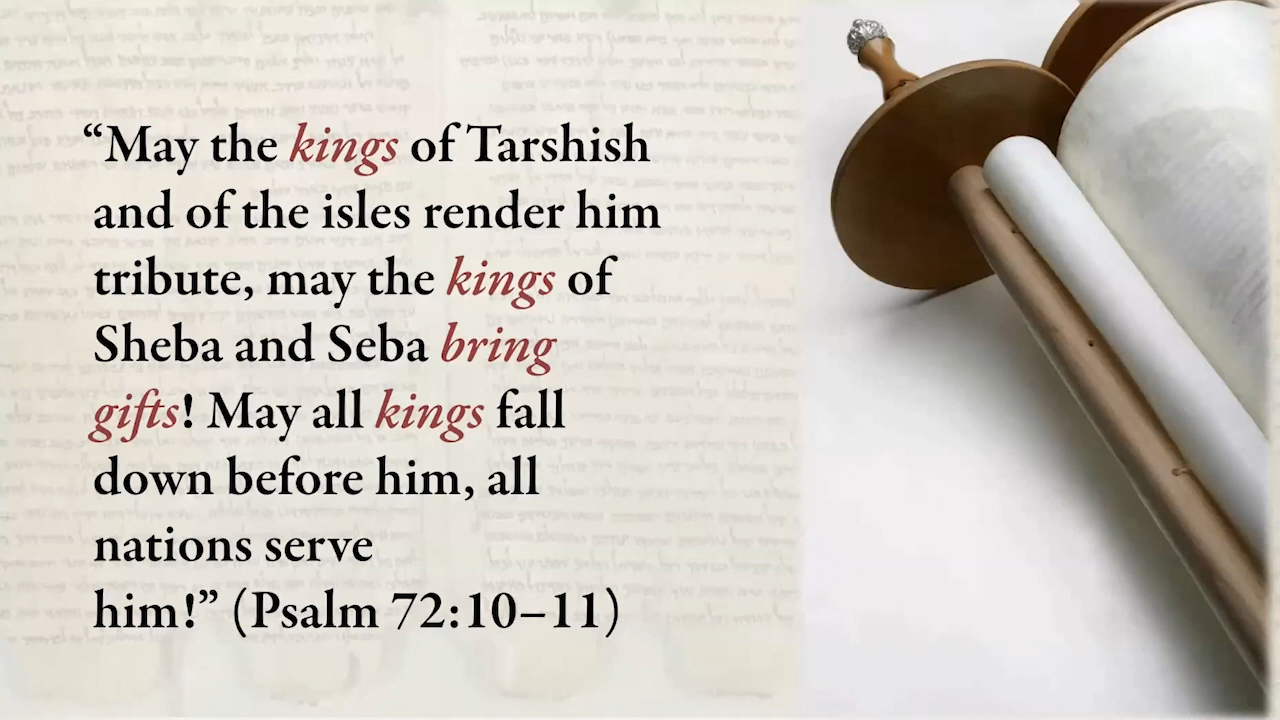 “May the kings of Tarshish
and of the isles render him
tribute, may the kings of
Sheba and Seba bring
gifts! May all kings fall
down before him, all
nations serve
him!” (Psalm 72:10–11)